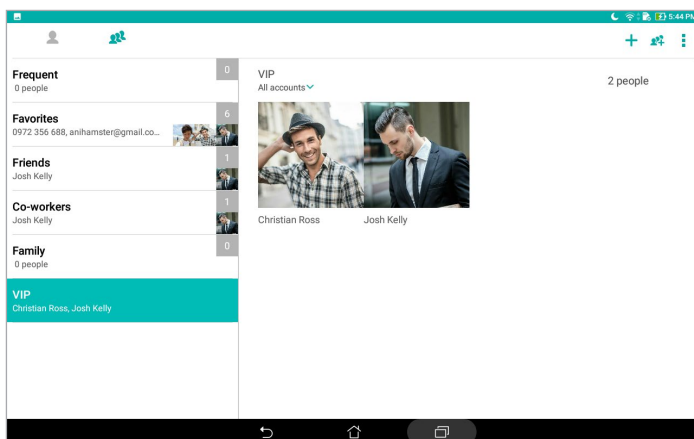 5:44 PM
Frequent
0
0 people
Favorites
6
0972 356 688, anihamster@gmail.co...
Friends
1
Josh Kelly
Co-workers
1
Josh Kelly
Family
0
0 people
VIP
Christian Ross, Josh Kelly
VIP
All accounts
2 people
Christian Ross
Josh Kelly